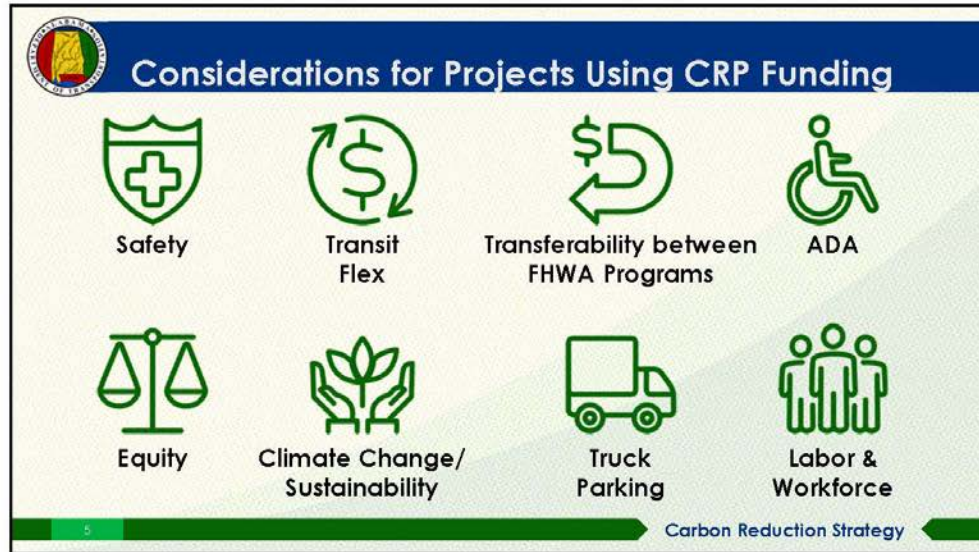 Considerations for Projects Using CRP Funding
Safety
Transit
Flex
Transferability between
FHWA Programs
ADA
Equity
Climate Change/
Sustainability
Truck
Parking
Labor &
Workforce
5
Carbon Reduction Strategy